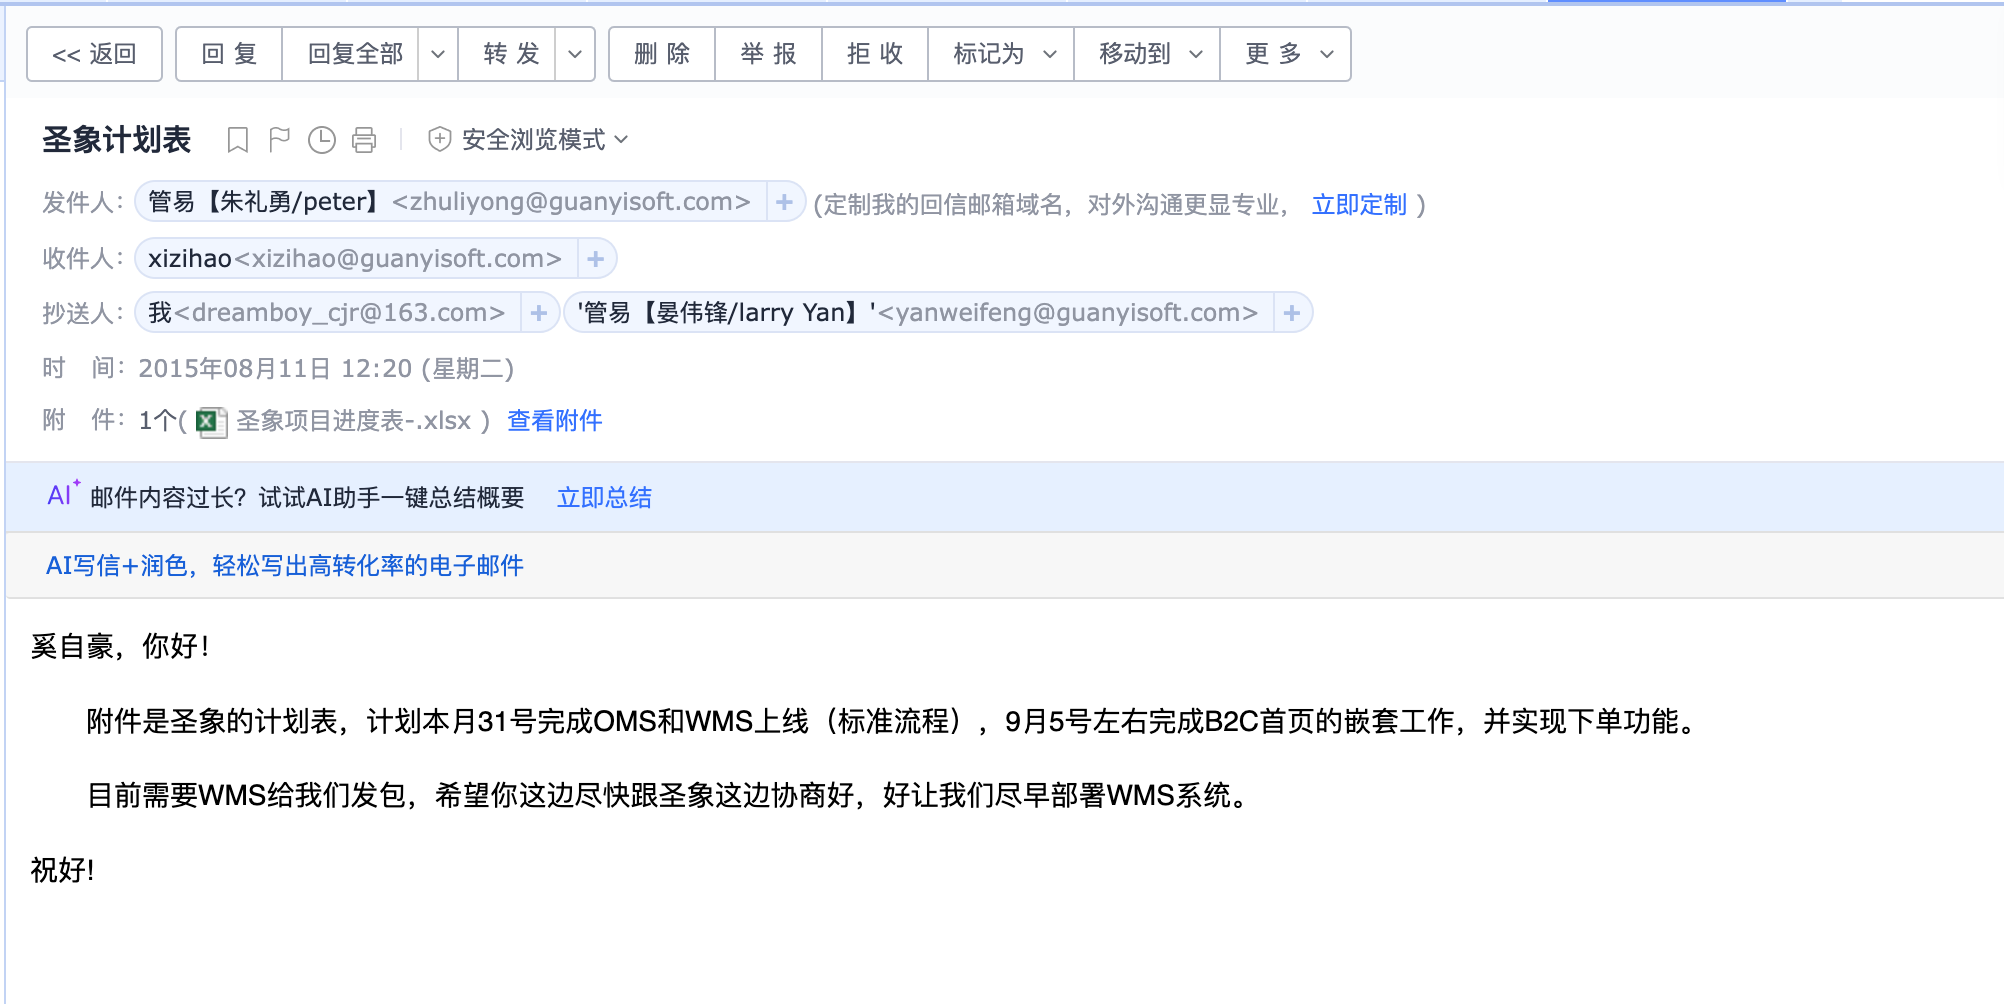 << 返回 回 复 回复全部 转 发 删 除 举 报 拒 收 标记为 移动到 更 多
圣象计划表 安全浏览模式
发件人： 管易【朱礼勇/peter】<zhuliyong@guanyisoft.com> + (定制我的回信邮箱域名，对外沟通更显专业， 立即定制 )
收件人： xizihao<xizihao@guanyisoft.com> +
抄送人： 我<dreamboy_cjr@163.com> + '管易【晏伟锋/larry Yan】'<yanweifeng@guanyisoft.com> +
时 间： 2015年08月11日 12:20 (星期二)
附 件： 1个( 圣象项目进度表-.xlsx ) 查看附件
AI 邮件内容过长？试试AI助手一键总结概要 立即总结
AI写信+润色，轻松写出高转化率的电子邮件
奚自豪，你好！
附件是圣象的计划表，计划本月31号完成OMS和WMS上线（标准流程），9月5号左右完成B2C首页的嵌套工作，并实现下单功能。
目前需要WMS给我们发包，希望你这边尽快跟圣象这边协商好，好让我们尽早部署WMS系统。
祝好!